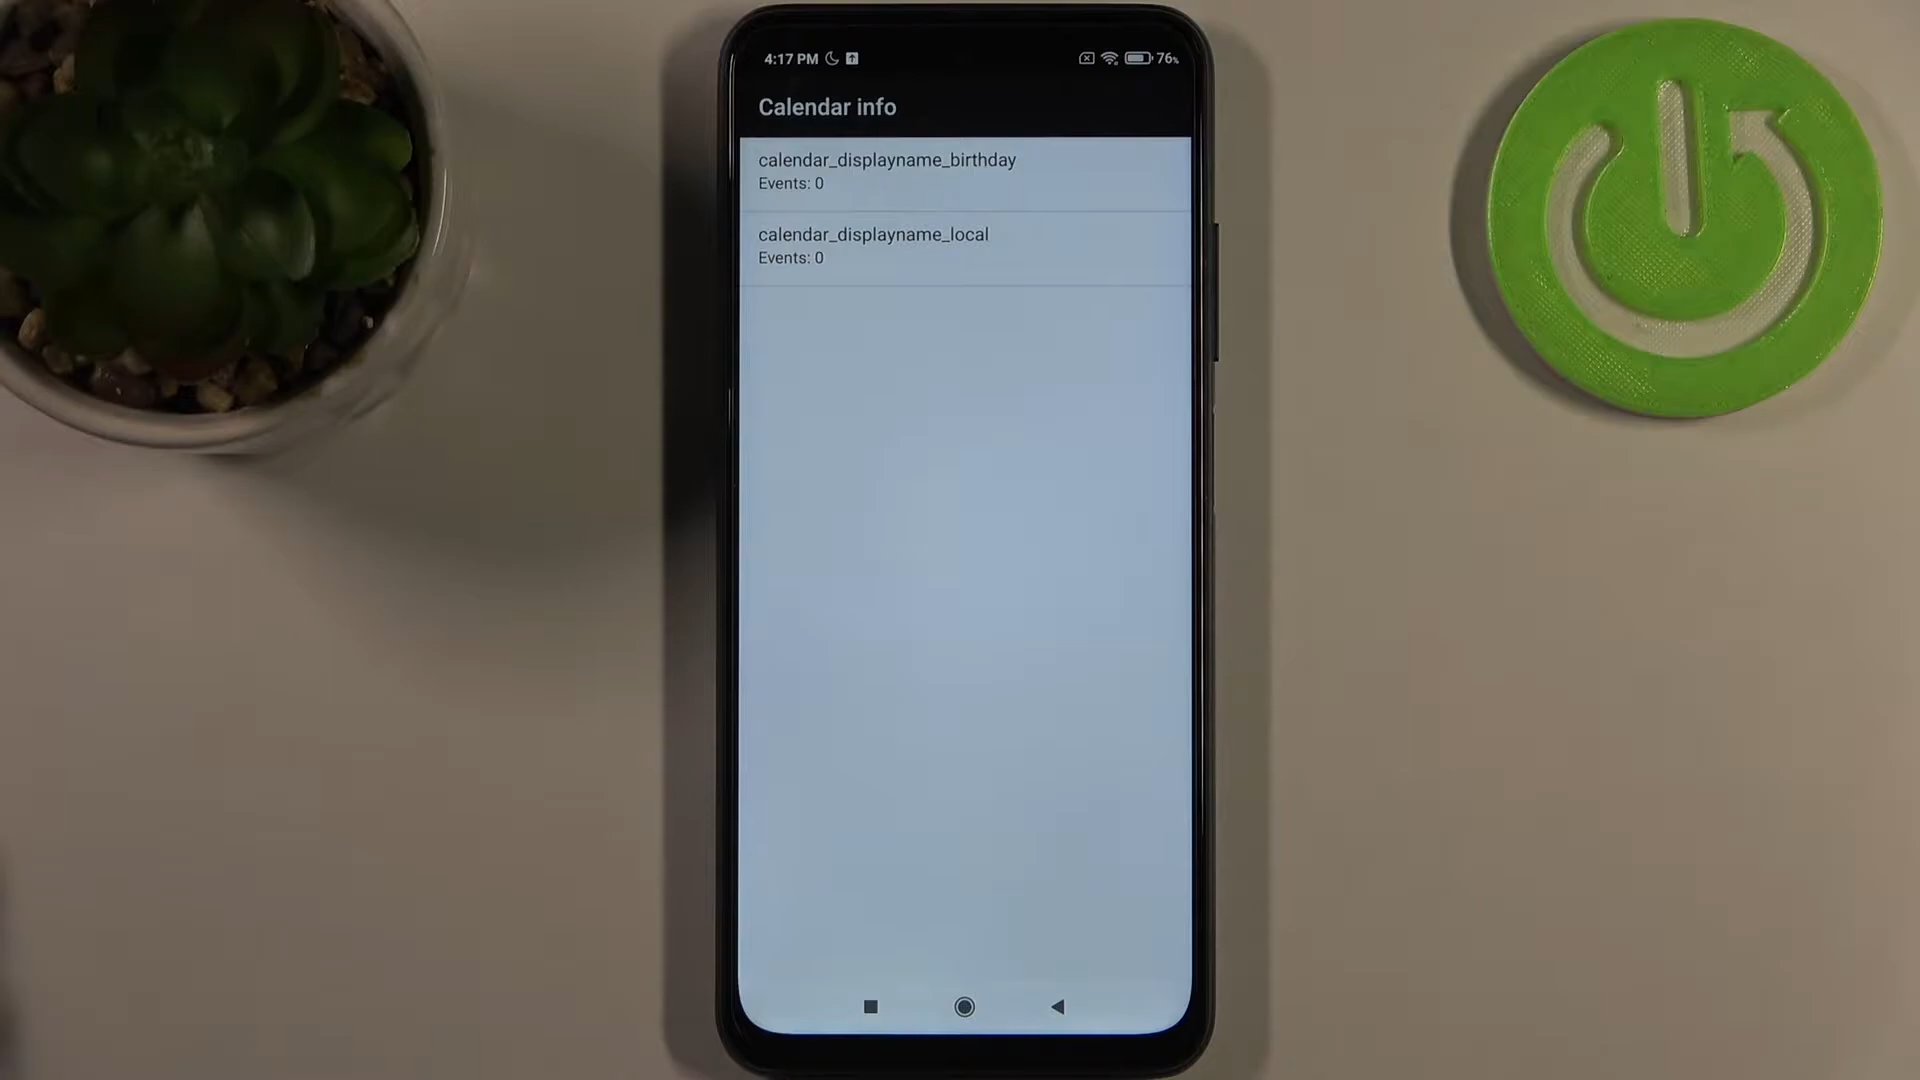 4:17 PM 76%
Calendar info
calendar_displayname_birthday
Events: 0
calendar_displayname_local
Events: 0